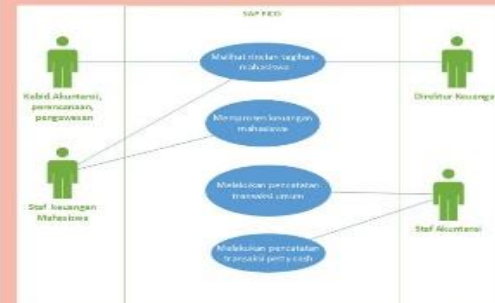 SAP FICO
Melihat rincian tagihan
mahasiswa
Kabid Akuntansi,
perencanaan,
pengawasan
Direktur Keuangan
Memproses keuangan
mahasiswa
Staf keuangan
Mahasiswa
Melakukan pencatatan
transaksi umum
Staf Akuntansi
Melakukan pencatatan
transaksi petty cash